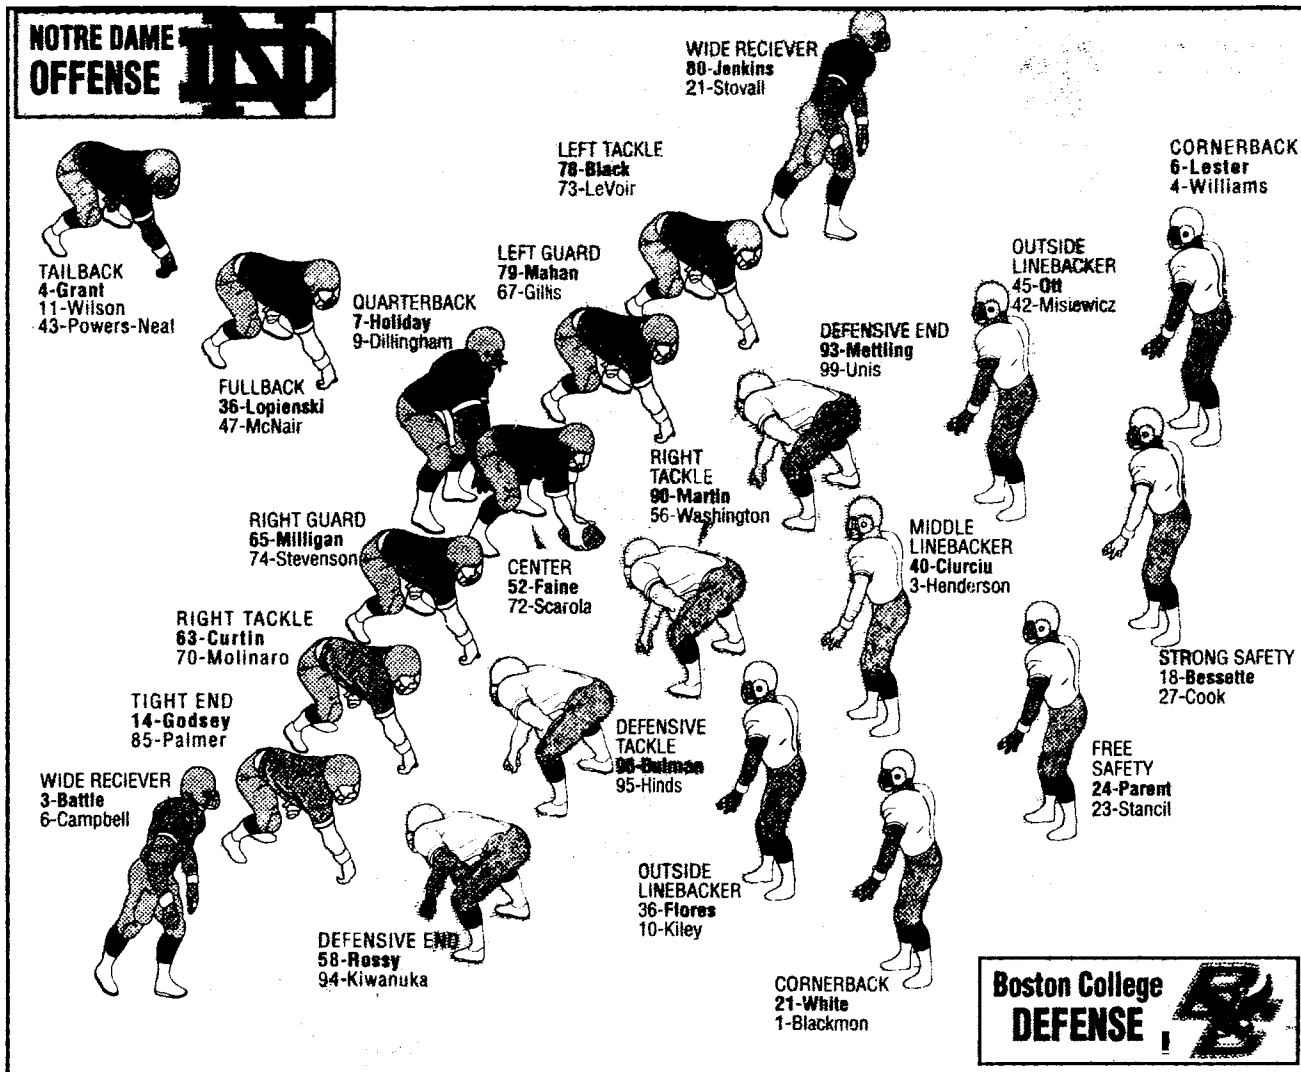 NOTRE DAME
OFFENSE
ND
WIDE RECIEVER
80-Jenkins
21-Stovall
LEFT TACKLE
78-Black
73-LeVoir
CORNERBACK
6-Lester
4-Williams
TAILBACK
4-Grant
11-Wilson
43-Powers-Neal
LEFT GUARD
79-Mahan
67-Gillis
OUTSIDE
LINEBACKER
45-Ott
42-Misiewicz
QUARTERBACK
7-Holiday
9-Dillingham
DEFENSIVE END
93-Mettling
99-Unis
FULLBACK
36-Lopienski
47-McNair
RIGHT
TACKLE
90-Martin
56-Washington
RIGHT GUARD
65-Milligan
74-Stevenson
CENTER
52-Faine
72-Scarola
MIDDLE
LINEBACKER
40-Ciurciu
3-Henderson
RIGHT TACKLE
63-Curtin
70-Molinaro
STRONG SAFETY
18-Bessette
27-Cook
TIGHT END
14-Godsey
85-Palmer
DEFENSIVE
TACKLE
96-Bulman
95-Hinds
FREE
SAFETY
24-Parent
23-Stancil
WIDE RECIEVER
3-Battle
6-Campbell
OUTSIDE
LINEBACKER
36-Flores
10-Kiley
DEFENSIVE END
58-Rossy
94-Kiwanuka
CORNERBACK
21-White
1-Blackmon
Boston College
DEFENSE
BC